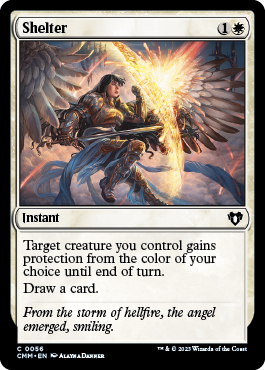 Shelter 1
Instant
Target creature you control gains
protection from the color of your
choice until end of turn.
Draw a card.
From the storm of hellfire, the angel
emerged, smiling.
C 0056
CMM • EN Alayna Danner
™ & © 2023 Wizards of the Coast